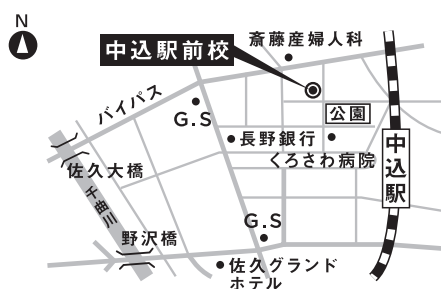 N
斎藤産婦人科
中込駅前校
バイパス
G.S
公園
長野銀行
くろさわ病院
中込駅
佐久大橋
千曲川
野沢橋
G.S
佐久グランド
ホテル